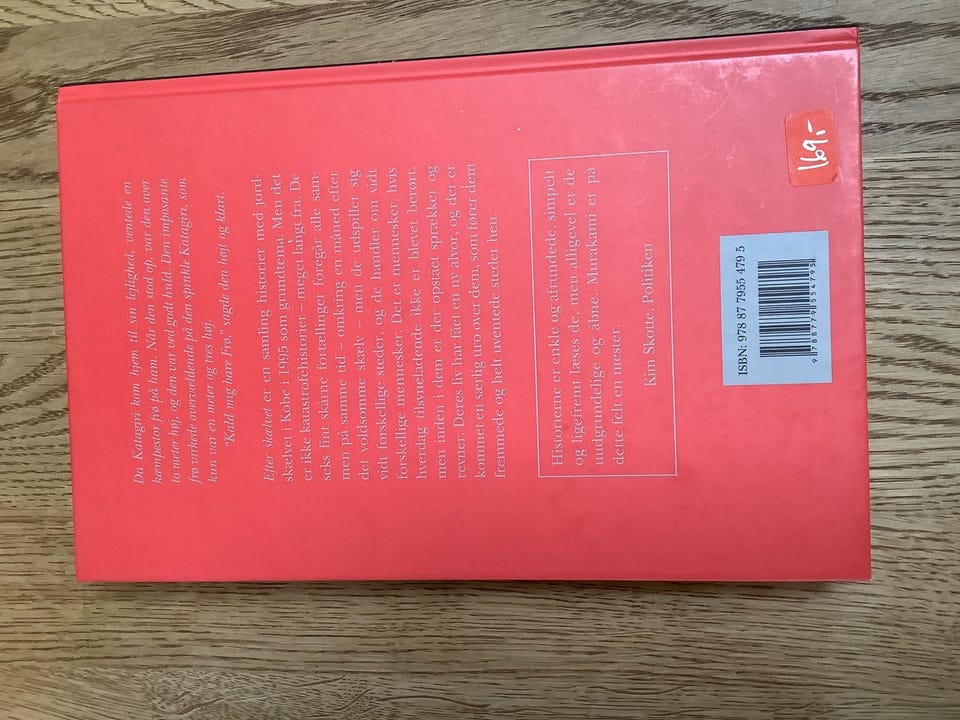 Da Katagiri kom hjem til sin lejlighed, ventede en
kæmpestor frø på ham. Når den stod op, var den over
to meter høj, og den var ved godt huld. Den imposante
frø virkede overvældende på den spinkle Katagiri, som
kun var en meter og tres høj.
"Kald mig bare Frø," sagde den højt og klart.
Efter skælvet er en samling historier med jord-
skælvet i Kobe i 1995 som grundtema. Men det
er ikke katastrofehistorier – meget langt fra. De
seks fint skårne fortællinger foregår alle sam-
men på samme tid – omkring en måned efter
det voldsomme skælv – men de udspiller sig
vidt forskellige steder, og de handler om vidt
forskellige mennesker. Det er mennesker, hvis
hverdag tilsyneladende ikke er blevet berørt,
men inden i dem er der opstået sprækker og
revner. Deres liv har fået en ny alvor, og der er
kommet en særlig uro over dem, som fører dem
fremmede og helt uventede steder hen.
Historierne er enkle og afrundede, simpelt
og ligefremt læses de, men alligevel er de
uudgrundelige og åbne. Murakami er på
dette felt en mester.
Kim Skotte, Politiken
ISBN: 978 87 7955 479 5
9 788779 554795
169,-